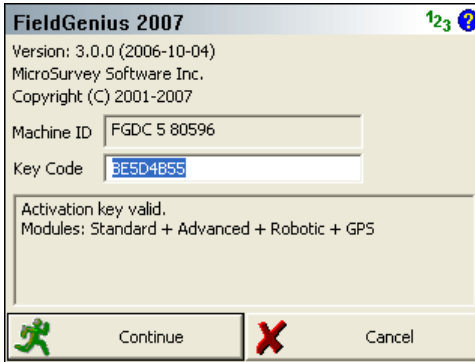 FieldGenius 2007 123 ?
Version: 3.0.0 (2006-10-04)
MicroSurvey Software Inc.
Copyright (C) 2001-2007
Machine ID FGDC 5 80596
Key Code BE5D4B55
Activation key valid.
Modules: Standard + Advanced + Robotic + GPS
Continue Cancel